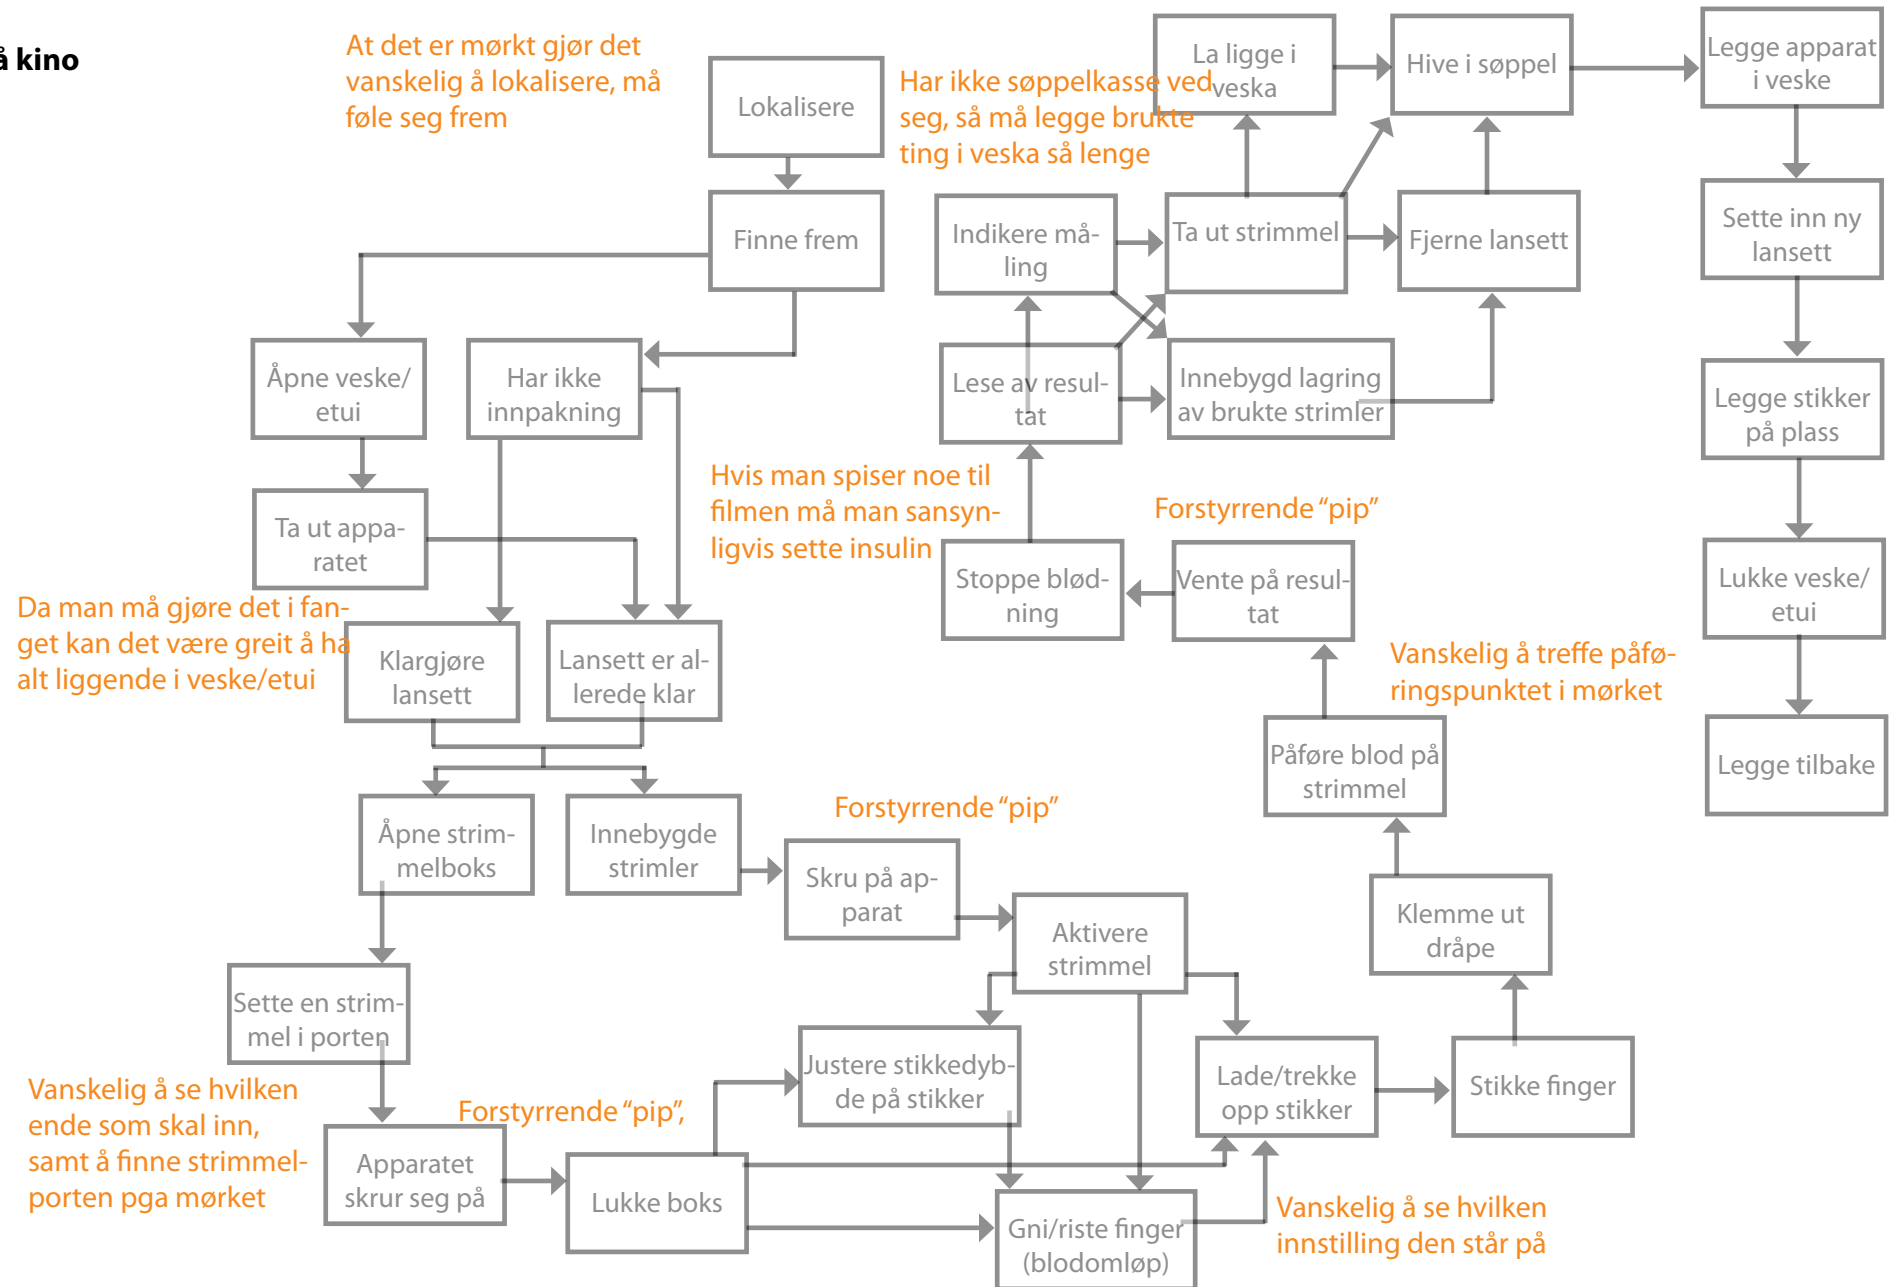 å kino
At det er mørkt gjør det
vanskelig å lokalisere, må
føle seg frem
Lokalisere
Har ikke søppelkasse ved
seg, så må legge brukte
ting i veska så lenge
La ligge i
veska
Hive i søppel
Legge apparat
i veske
Finne frem
Indikere må-
ling
Ta ut strimmel
Fjerne lansett
Sette inn ny
lansett
Åpne veske/
etui
Har ikke
innpakning
Lese av resul-
tat
Innebygd lagring
av brukte strimler
Legge stikker
på plass
Hvis man spiser noe til
filmen må man sansyn-
ligvis sette insulin
Forstyrrende “pip”
Ta ut appa-
ratet
Stoppe blød-
ning
Vente på resul-
tat
Lukke veske/
etui
Da man må gjøre det i fan-
get kan det være greit å ha
alt liggende i veske/etui
Klargjøre
lansett
Lansett er al-
lerede klar
Vanskelig å treffe påfø-
ringspunktet i mørket
Påføre blod på
strimmel
Legge tilbake
Åpne strim-
melboks
Innebygde
strimler
Forstyrrende “pip”
Skru på ap-
parat
Aktivere
strimmel
Klemme ut
dråpe
Sette en strim-
mel i porten
Justere stikkedyb-
de på stikker
Lade/trekke
opp stikker
Stikke finger
Vanskelig å se hvilken
ende som skal inn,
samt å finne strimmel-
porten pga mørket
Forstyrrende “pip”,
Apparatet
skrur seg på
Lukke boks
Gni/riste finger
(blodomløp)
Vanskelig å se hvilken
innstilling den står på